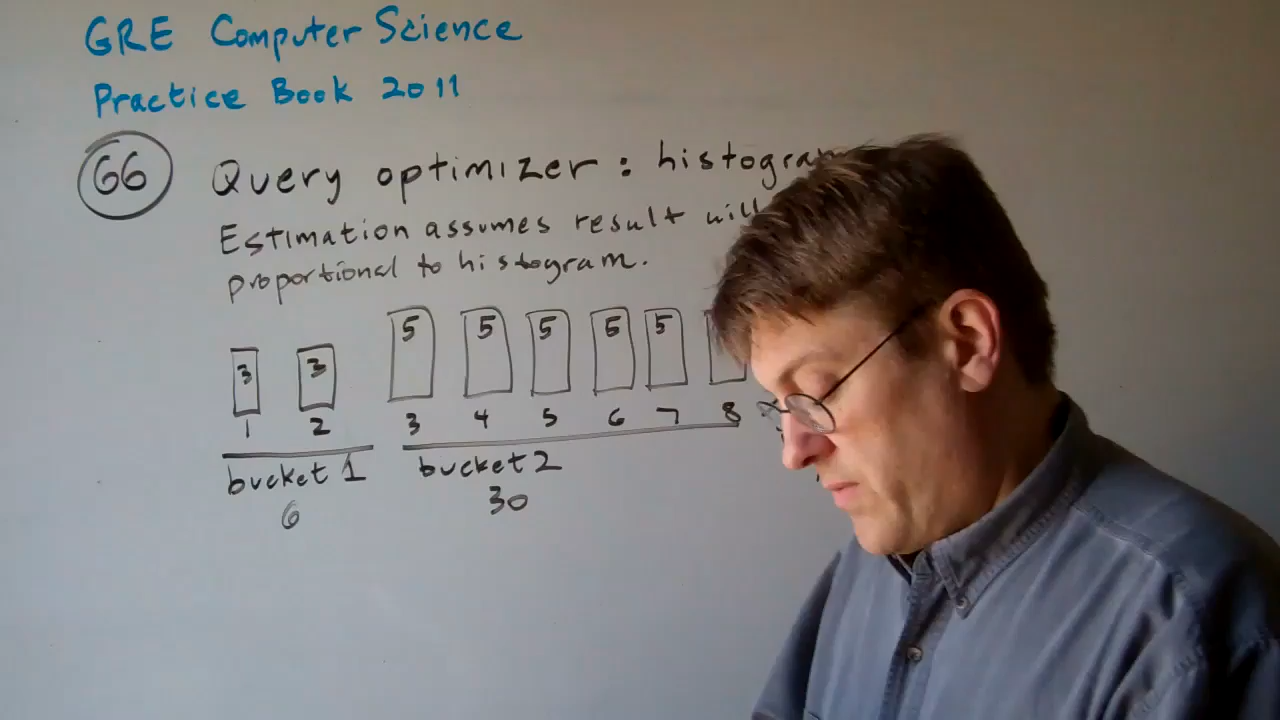 GRE Computer Science
Practice Book 2011
66 Query optimizer: histogram
Estimation assumes result will
proportional to histogram.
3 3 5 5 5 5 5
1 2 3 4 5 6 7 8
bucket 1 bucket 2
6 30